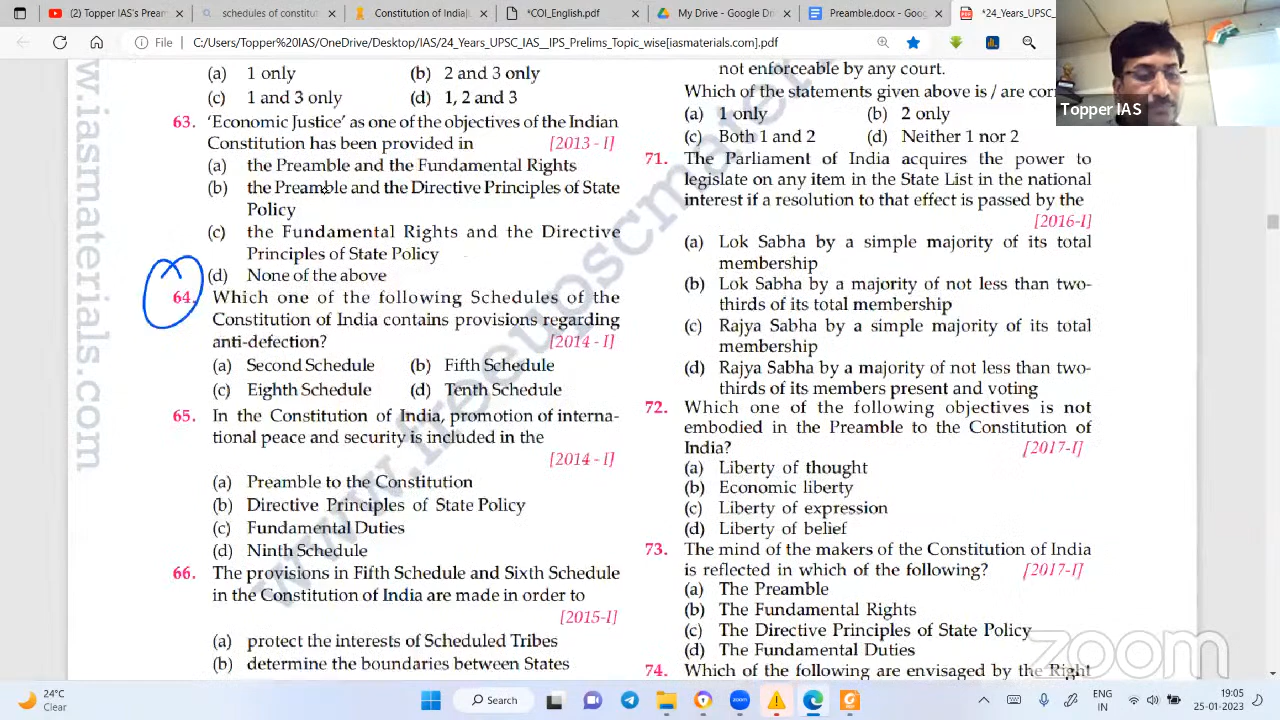 *24 Years IAS's 63
schedules of constitut
Constitution of India
*COI_English.pdf
My Drive - Google Dri
Preamble.docx - Goog
*24_Years_UPSC_
File
C:/Users/Topper%20IAS/OneDrive/Desktop/IAS/24_Years_UPSC_IAS__IPS_Prelims_Topic_wise[iasmaterials.com].pdf
Topper IAS
(a) 1 only (b) 2 and 3 only
(c) 1 and 3 only (d) 1, 2 and 3
63. 'Economic Justice' as one of the objectives of the Indian
Constitution has been provided in [2013 - I]
(a) the Preamble and the Fundamental Rights
(b) the Preamble and the Directive Principles of State
Policy
(c) the Fundamental Rights and the Directive
Principles of State Policy
(d) None of the above
64. Which one of the following Schedules of the
Constitution of India contains provisions regarding
anti-defection? [2014 - I]
(a) Second Schedule (b) Fifth Schedule
(c) Eighth Schedule (d) Tenth Schedule
65. In the Constitution of India, promotion of interna-
tional peace and security is included in the
[2014 - I]
(a) Preamble to the Constitution
(b) Directive Principles of State Policy
(c) Fundamental Duties
(d) Ninth Schedule
66. The provisions in Fifth Schedule and Sixth Schedule
in the Constitution of India are made in order to
[2015-I]
(a) protect the interests of Scheduled Tribes
(b) determine the boundaries between States
not enforceable by any court.
Which of the statements given above is / are cor
(a) 1 only (b) 2 only
(c) Both 1 and 2 (d) Neither 1 nor 2
71. The Parliament of India acquires the power to
legislate on any item in the State List in the national
interest if a resolution to that effect is passed by the
[2016-I]
(a) Lok Sabha by a simple majority of its total
membership
(b) Lok Sabha by a majority of not less than two-
thirds of its total membership
(c) Rajya Sabha by a simple majority of its total
membership
(d) Rajya Sabha by a majority of not less than two-
thirds of its members present and voting
72. Which one of the following objectives is not
embodied in the Preamble to the Constitution of
India? [2017-I]
(a) Liberty of thought
(b) Economic liberty
(c) Liberty of expression
(d) Liberty of belief
73. The mind of the makers of the Constitution of India
is reflected in which of the following? [2017-I]
(a) The Preamble
(b) The Fundamental Rights
(c) The Directive Principles of State Policy
(d) The Fundamental Duties
74. Which of the following are envisaged by the Right
zoom
24°C
Clear
Search
ENG
IN
19:05
25-01-2023